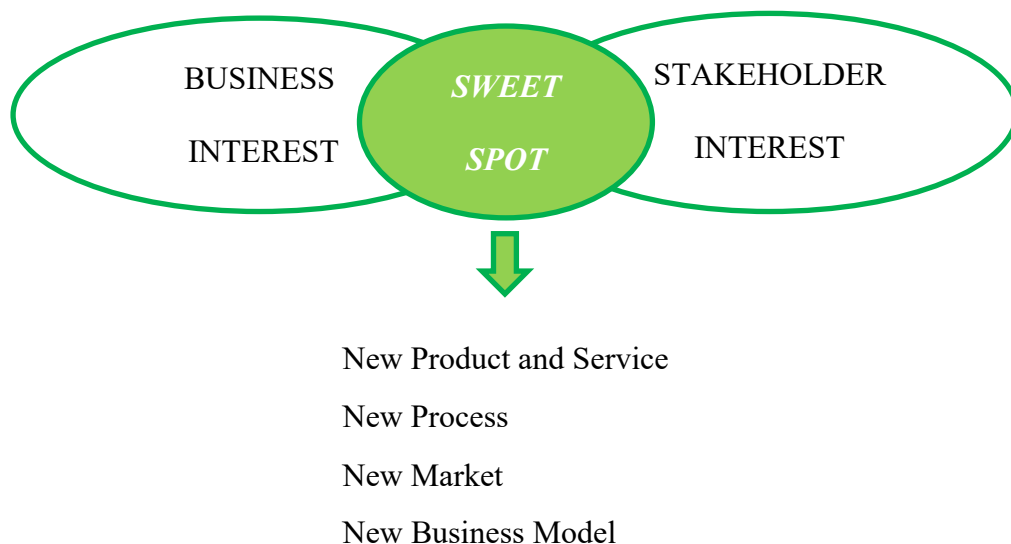 BUSINESS
INTEREST
SWEET
SPOT
STAKEHOLDER
INTEREST
New Product and Service
New Process
New Market
New Business Model